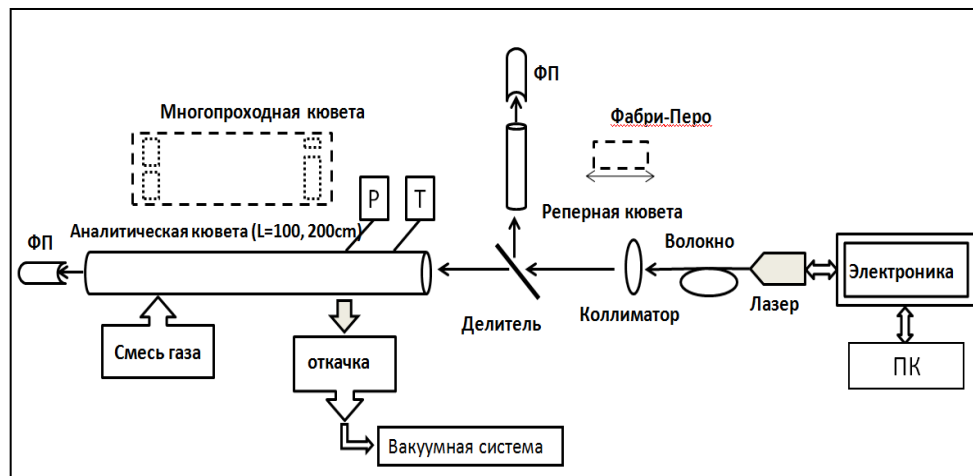 ФП
Многопроходная кювета
Фабри-Перо
P
T
Реперная кювета
ФП
Аналитическая кювета (L=100, 200cm)
Волокно
Электроника
Делитель
Коллиматор
Лазер
Смесь газа
откачка
ПК
Вакуумная система